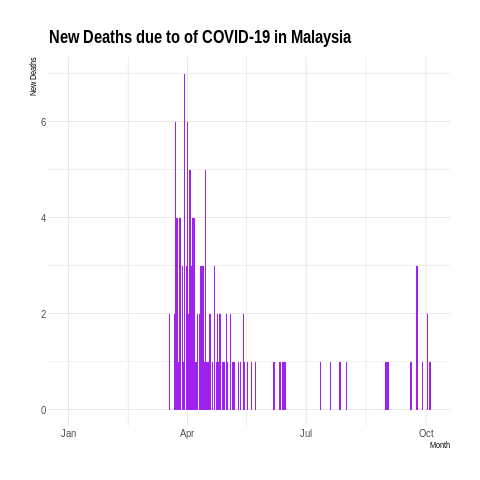 New Deaths due to of COVID-19 in Malaysia
New Deaths
6
4
2
0
Jan Apr Jul Oct
Month